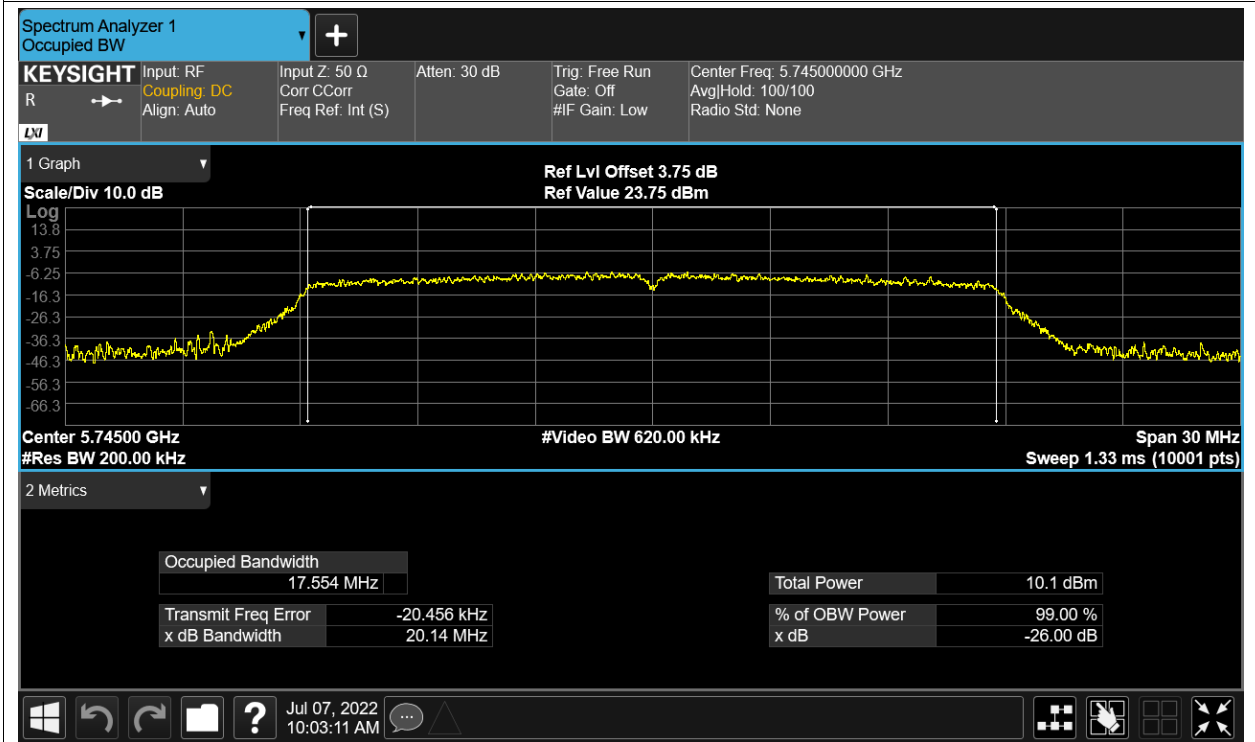 Spectrum Analyzer 1
Occupied BW
KEYSIGHT
R
LXI
Input: RF
Coupling: DC
Align: Auto
Input Z: 50 Ω
Corr CCorr
Freq Ref: Int (S)
Atten: 30 dB
Trig: Free Run
Gate: Off
#IF Gain: Low
Center Freq: 5.745000000 GHz
Avg|Hold: 100/100
Radio Std: None
1 Graph
Scale/Div 10.0 dB
Ref Lvl Offset 3.75 dB
Ref Value 23.75 dBm
Log
13.8
3.75
-6.25
-16.3
-26.3
-36.3
-46.3
-56.3
-66.3
Center 5.74500 GHz
#Res BW 200.00 kHz
#Video BW 620.00 kHz
Span 30 MHz
Sweep 1.33 ms (10001 pts)
2 Metrics
Occupied Bandwidth
17.554 MHz
Transmit Freq Error -20.456 kHz
x dB Bandwidth 20.14 MHz
Total Power 10.1 dBm
% of OBW Power 99.00 %
x dB -26.00 dB
?
Jul 07, 2022
10:03:11 AM